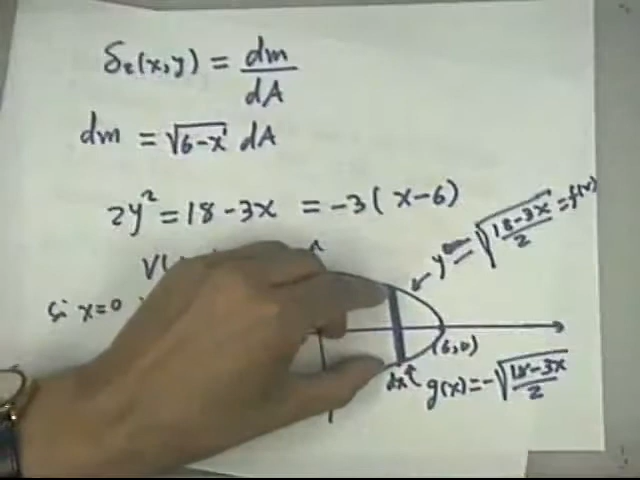 δ₂(x,y) = dm/dA
dm = √(6-x) dA
2y² = 18 - 3x = -3(x-6)
y = √((18-3x)/2) = f(x)
V(
Si x=0
(6,0)
dx
g(x) = -√((18-3x)/2)